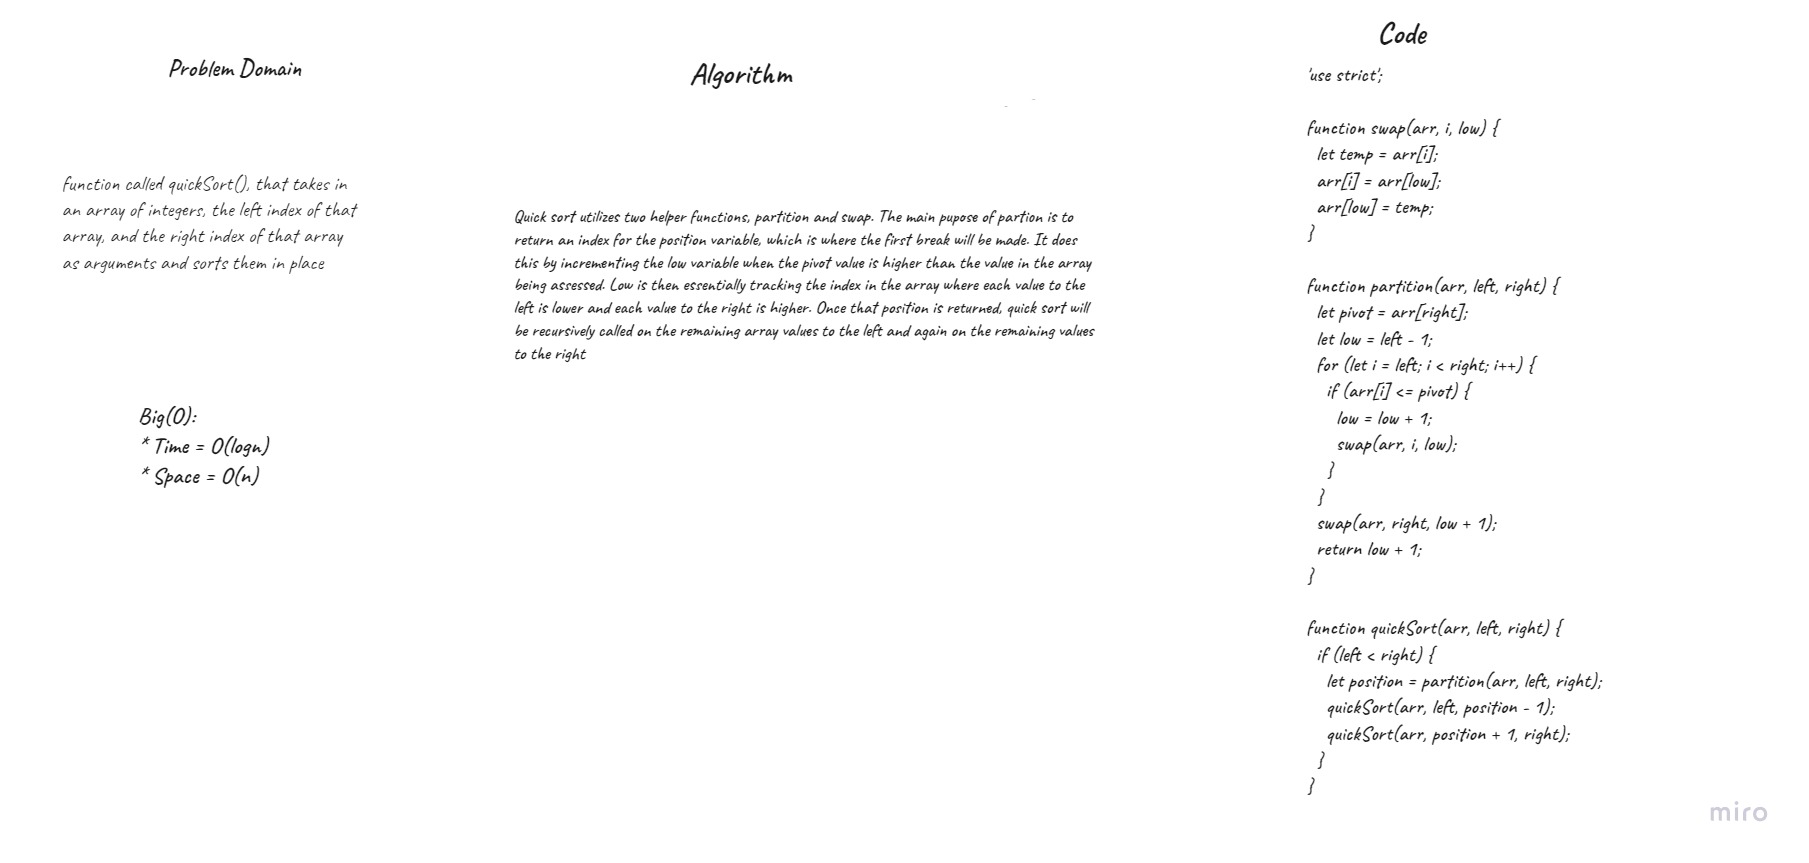 Problem Domain
function called quickSort(), that takes in
an array of integers, the left index of that
array, and the right index of that array
as arguments and sorts them in place
Big(O):
* Time = O(logn)
* Space = O(n)
Algorithm
Quick sort utilizes two helper functions, partition and swap. The main pupose of partion is to
return an index for the position variable, which is where the first break will be made. It does
this by incrementing the low variable when the pivot value is higher than the value in the array
being assessed. Low is then essentially tracking the index in the array where each value to the
left is lower and each value to the right is higher. Once that position is returned, quick sort will
be recursively called on the remaining array values to the left and again on the remaining values
to the right
Code
'use strict';
function swap(arr, i, low) {
let temp = arr[i];
arr[i] = arr[low];
arr[low] = temp;
}
function partition(arr, left, right) {
let pivot = arr[right];
let low = left - 1;
for (let i = left; i < right; i++) {
if (arr[i] <= pivot) {
low = low + 1;
swap(arr, i, low);
}
}
swap(arr, right, low + 1);
return low + 1;
}
function quickSort(arr, left, right) {
if (left < right) {
let position = partition(arr, left, right);
quickSort(arr, left, position - 1);
quickSort(arr, position + 1, right);
}
}
miro